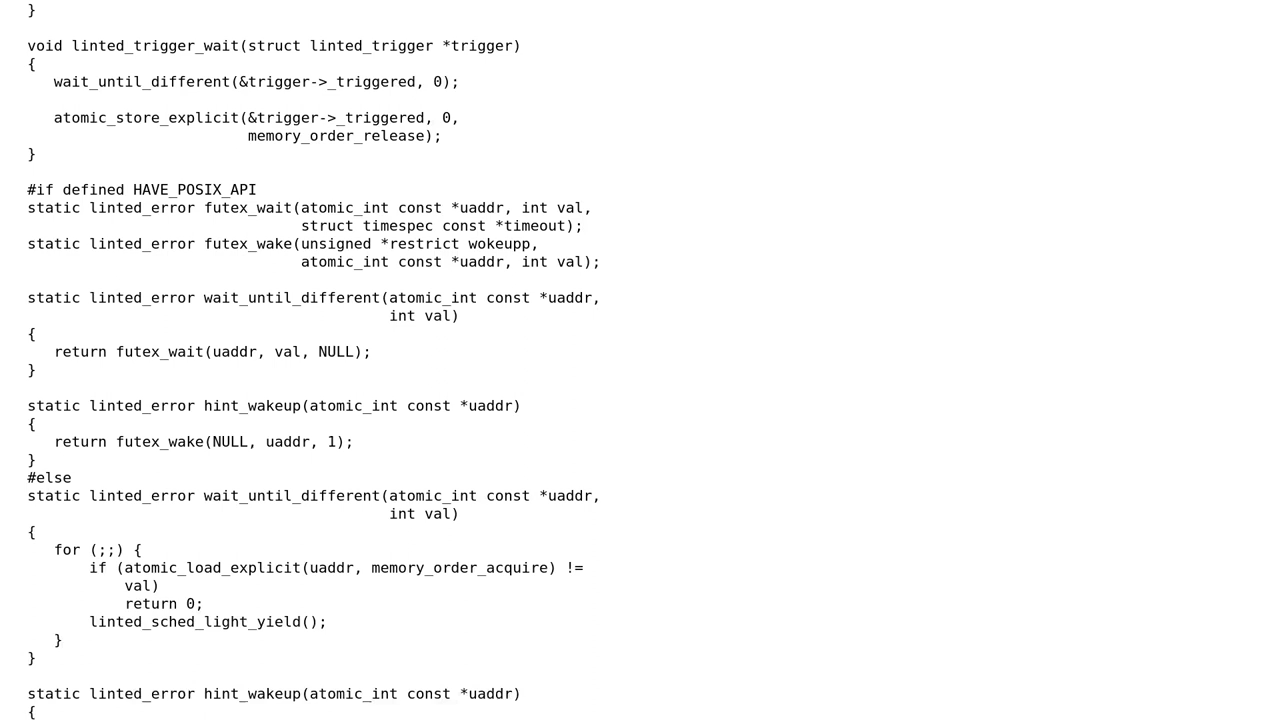 }

void linted_trigger_wait(struct linted_trigger *trigger)
{
   wait_until_different(&trigger->_triggered, 0);

   atomic_store_explicit(&trigger->_triggered, 0,
                         memory_order_release);
}

#if defined HAVE_POSIX_API
static linted_error futex_wait(atomic_int const *uaddr, int val,
                               struct timespec const *timeout);
static linted_error futex_wake(unsigned *restrict wokeupp,
                               atomic_int const *uaddr, int val);

static linted_error wait_until_different(atomic_int const *uaddr,
                                         int val)
{
   return futex_wait(uaddr, val, NULL);
}

static linted_error hint_wakeup(atomic_int const *uaddr)
{
   return futex_wake(NULL, uaddr, 1);
}
#else
static linted_error wait_until_different(atomic_int const *uaddr,
                                         int val)
{
   for (;;) {
       if (atomic_load_explicit(uaddr, memory_order_acquire) !=
           val)
           return 0;
       linted_sched_light_yield();
   }
}

static linted_error hint_wakeup(atomic_int const *uaddr)
{